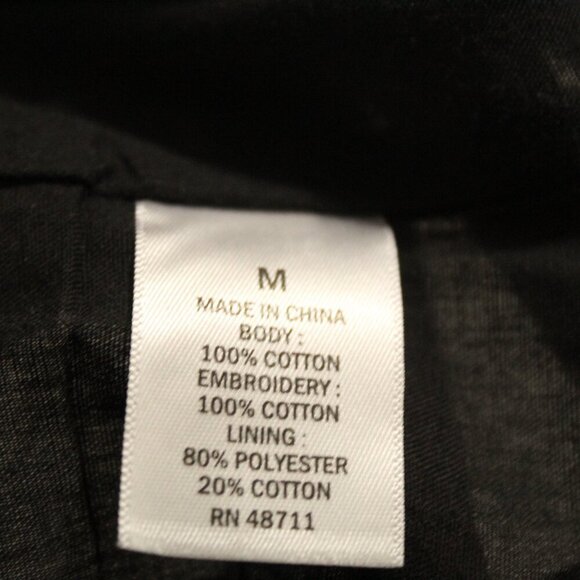 M
MADE IN CHINA
BODY :
100% COTTON
EMBROIDERY :
100% COTTON
LINING :
80% POLYESTER
20% COTTON
RN 48711